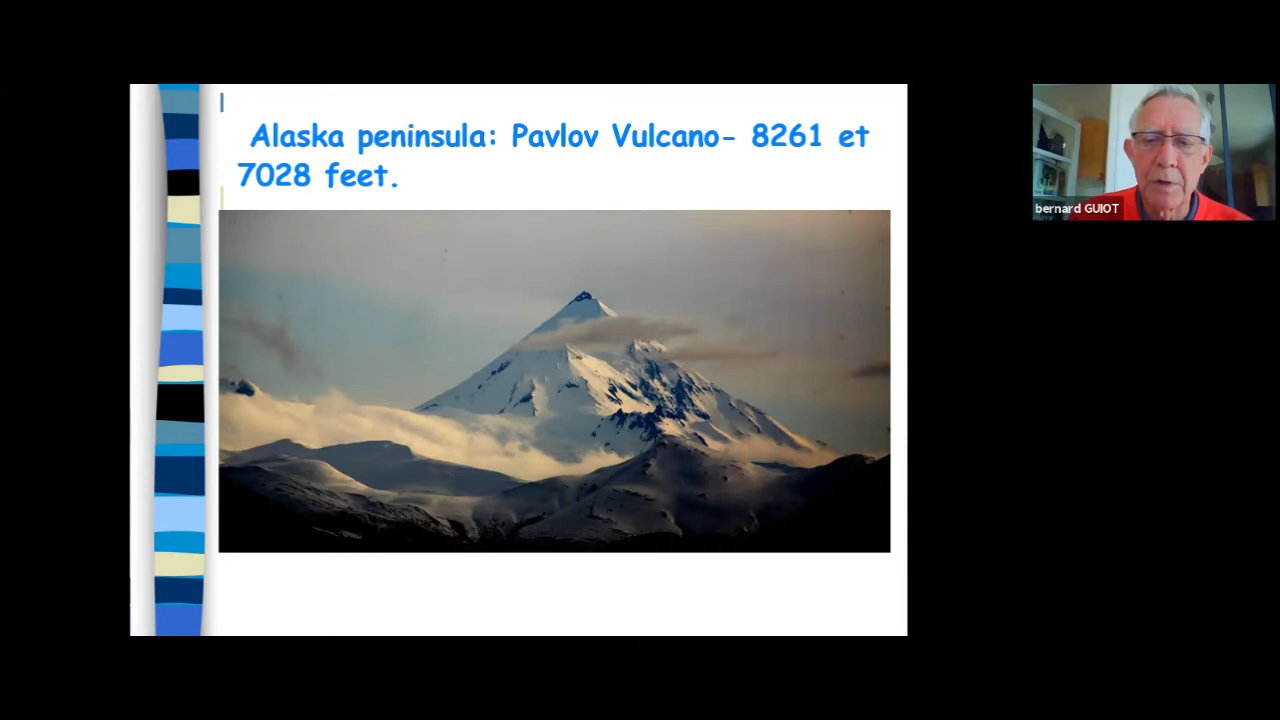 Alaska peninsula: Pavlov Vulcano- 8261 et
7028 feet.
bernard GUIOT